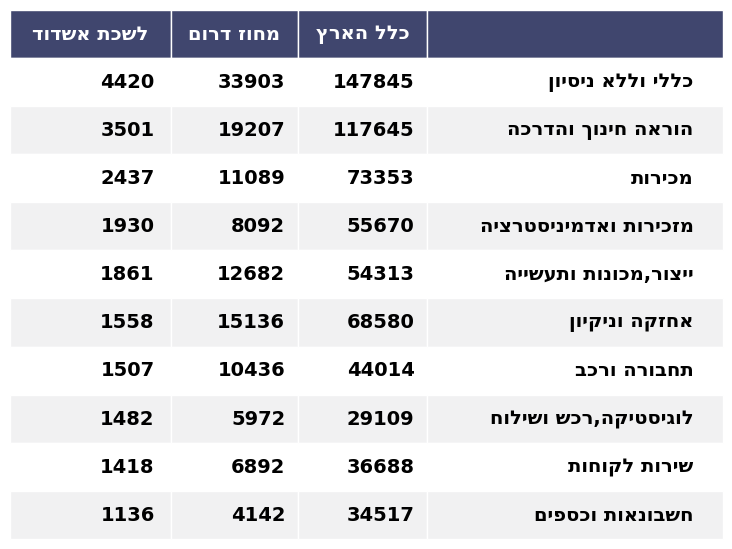 כלל הארץ מחוז דרום לשכת אשדוד
כללי וללא ניסיון 147845 33903 4420
הוראה חינוך והדרכה 117645 19207 3501
מכירות 73353 11089 2437
מזכירות ואדמיניסטרציה 55670 8092 1930
ייצור,מכונות ותעשייה 54313 12682 1861
אחזקה וניקיון 68580 15136 1558
תחבורה ורכב 44014 10436 1507
לוגיסטיקה,רכש ושילוח 29109 5972 1482
שירות לקוחות 36688 6892 1418
חשבונאות וכספים 34517 4142 1136